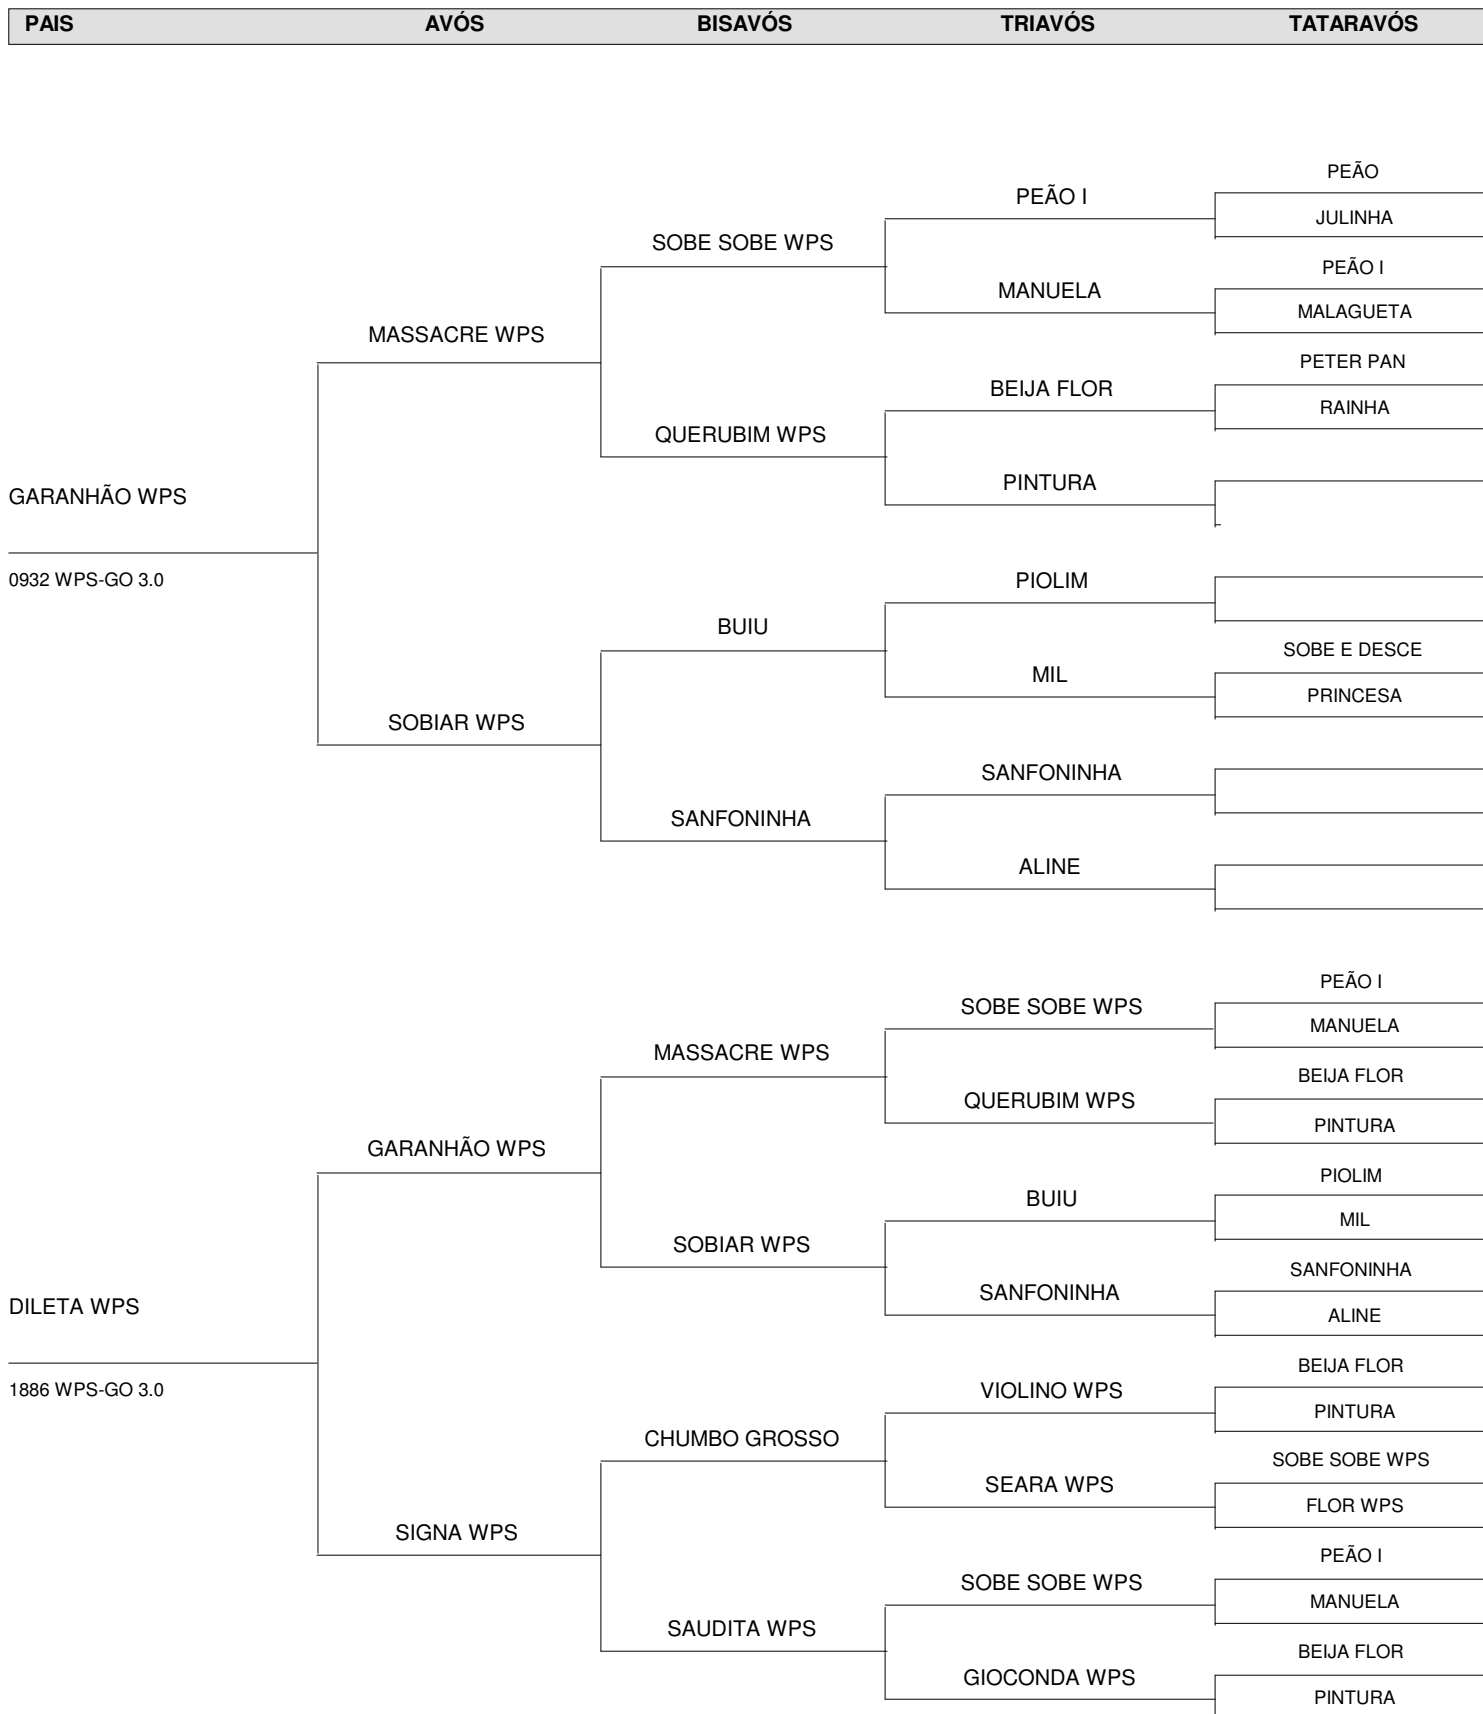 PAIS AVÓS BISAVÓS TRIAVÓS TATARAVÓS
PEÃO
PEÃO I
JULINHA
SOBE SOBE WPS
PEÃO I
MANUELA
MALAGUETA
MASSACRE WPS
PETER PAN
BEIJA FLOR
RAINHA
QUERUBIM WPS
PINTURA
GARANHÃO WPS
0932 WPS-GO 3.0
PIOLIM
BUIU
SOBE E DESCE
MIL
PRINCESA
SOBIAR WPS
SANFONINHA
SANFONINHA
ALINE
PEÃO I
SOBE SOBE WPS
MANUELA
MASSACRE WPS
BEIJA FLOR
QUERUBIM WPS
PINTURA
GARANHÃO WPS
PIOLIM
BUIU
MIL
SOBIAR WPS
SANFONINHA
SANFONINHA
ALINE
DILETA WPS
BEIJA FLOR
1886 WPS-GO 3.0
VIOLINO WPS
PINTURA
CHUMBO GROSSO
SOBE SOBE WPS
SEARA WPS
FLOR WPS
SIGNA WPS
PEÃO I
SOBE SOBE WPS
MANUELA
SAUDITA WPS
BEIJA FLOR
GIOCONDA WPS
PINTURA